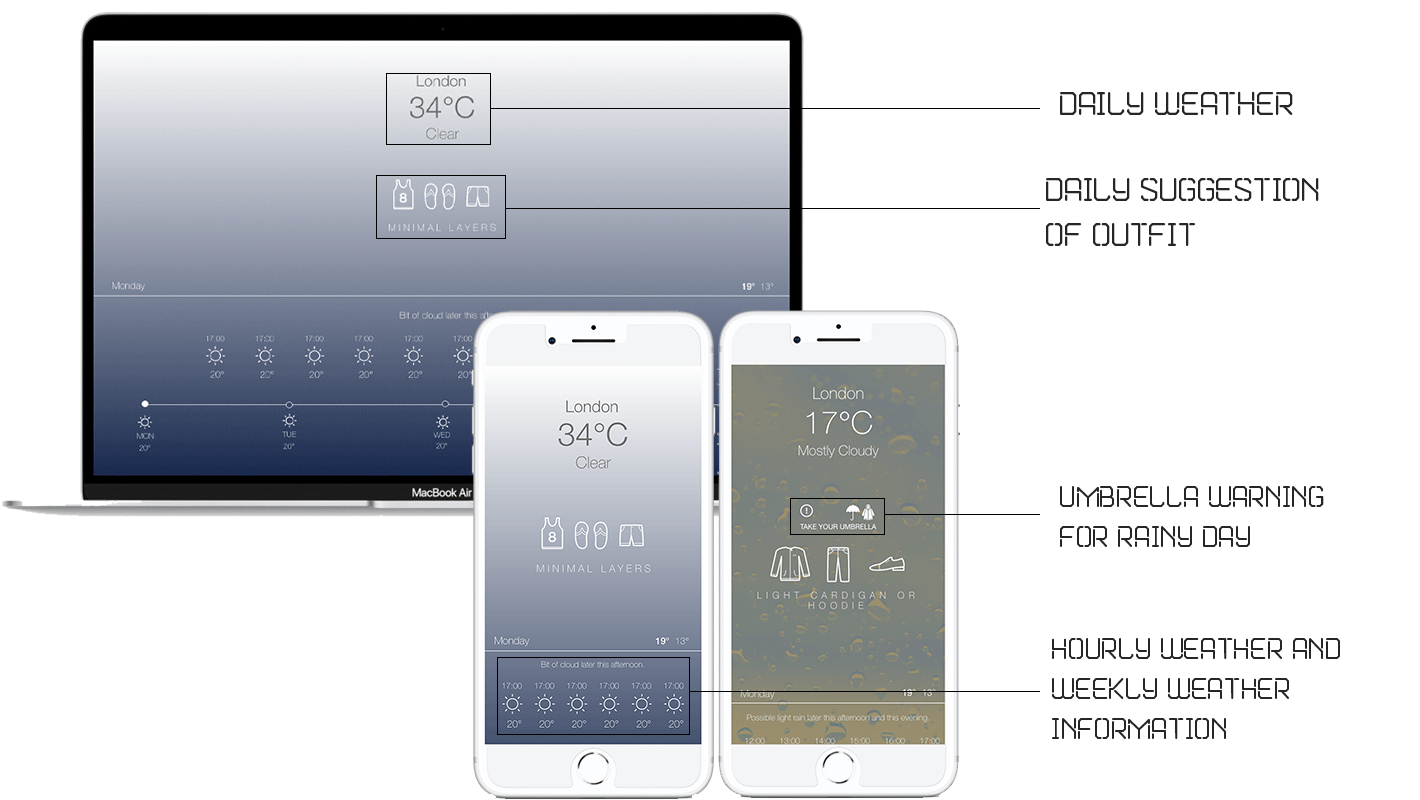 London
34°C
Clear
8
MINIMAL LAYERS
Monday 19° 13°
Bit of cloud later this afte
17:00 17:00 17:00 17:00 17:00 17:00
20° 20° 20° 20° 20° 20°
MON TUE WED
20° 20° 20°
MacBook Air
London
34°C
Clear
8
MINIMAL LAYERS
Monday 19° 13°
Bit of cloud later this afternoon.
17:00 17:00 17:00 17:00 17:00 17:00
20° 20° 20° 20° 20° 20°
London
17°C
Mostly Cloudy
TAKE YOUR UMBRELLA
LIGHT CARDIGAN OR
HOODIE
Monday 19° 13°
Possible light rain later this afternoon and this evening.
12:00 13:00 14:00 15:00 16:00 17:00
DAILY WEATHER
DAILY SUGGESTION
OF OUTFIT
UMBRELLA WARNING
FOR RAINY DAY
HOURLY WEATHER AND
WEEKLY WEATHER
INFORMATION